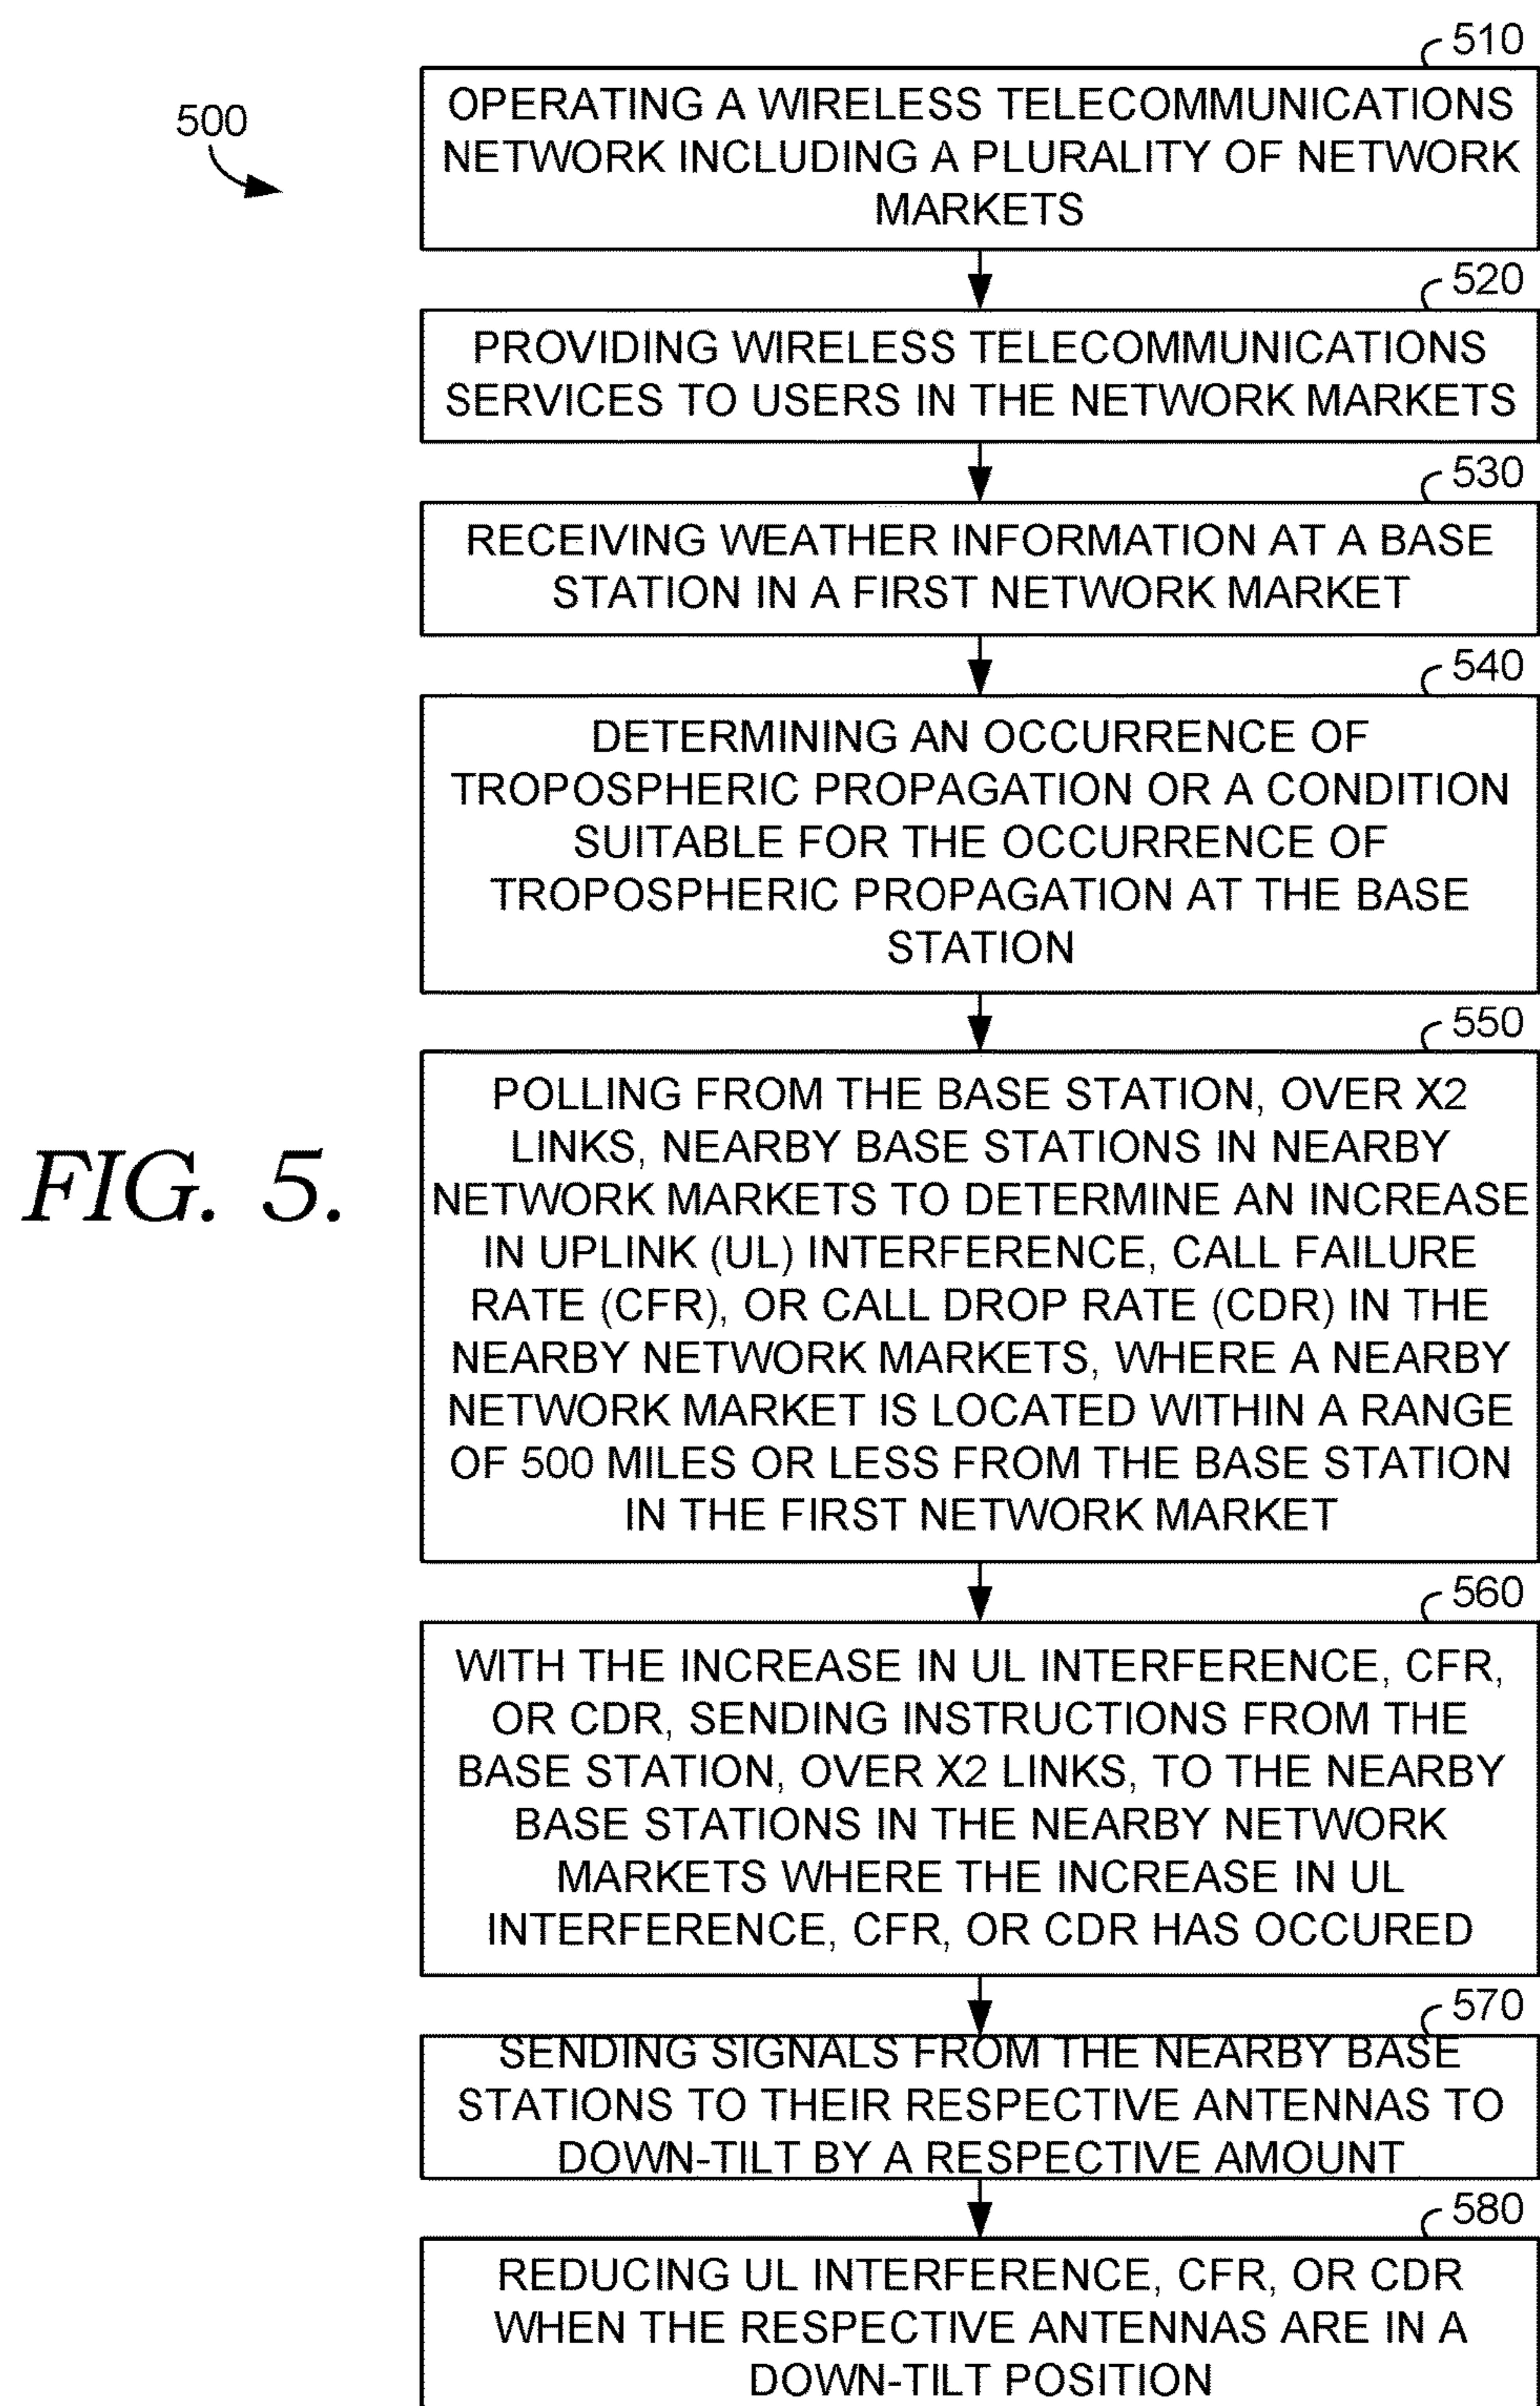 510
500
OPERATING A WIRELESS TELECOMMUNICATIONS
NETWORK INCLUDING A PLURALITY OF NETWORK
MARKETS
520
PROVIDING WIRELESS TELECOMMUNICATIONS
SERVICES TO USERS IN THE NETWORK MARKETS
530
RECEIVING WEATHER INFORMATION AT A BASE
STATION IN A FIRST NETWORK MARKET
540
DETERMINING AN OCCURRENCE OF
TROPOSPHERIC PROPAGATION OR A CONDITION
SUITABLE FOR THE OCCURRENCE OF
TROPOSPHERIC PROPAGATION AT THE BASE
STATION
550
POLLING FROM THE BASE STATION, OVER X2
LINKS, NEARBY BASE STATIONS IN NEARBY
NETWORK MARKETS TO DETERMINE AN INCREASE
IN UPLINK (UL) INTERFERENCE, CALL FAILURE
RATE (CFR), OR CALL DROP RATE (CDR) IN THE
NEARBY NETWORK MARKETS, WHERE A NEARBY
NETWORK MARKET IS LOCATED WITHIN A RANGE
OF 500 MILES OR LESS FROM THE BASE STATION
IN THE FIRST NETWORK MARKET
FIG. 5.
560
WITH THE INCREASE IN UL INTERFERENCE, CFR,
OR CDR, SENDING INSTRUCTIONS FROM THE
BASE STATION, OVER X2 LINKS, TO THE NEARBY
BASE STATIONS IN THE NEARBY NETWORK
MARKETS WHERE THE INCREASE IN UL
INTERFERENCE, CFR, OR CDR HAS OCCURED
570
SENDING SIGNALS FROM THE NEARBY BASE
STATIONS TO THEIR RESPECTIVE ANTENNAS TO
DOWN-TILT BY A RESPECTIVE AMOUNT
580
REDUCING UL INTERFERENCE, CFR, OR CDR
WHEN THE RESPECTIVE ANTENNAS ARE IN A
DOWN-TILT POSITION